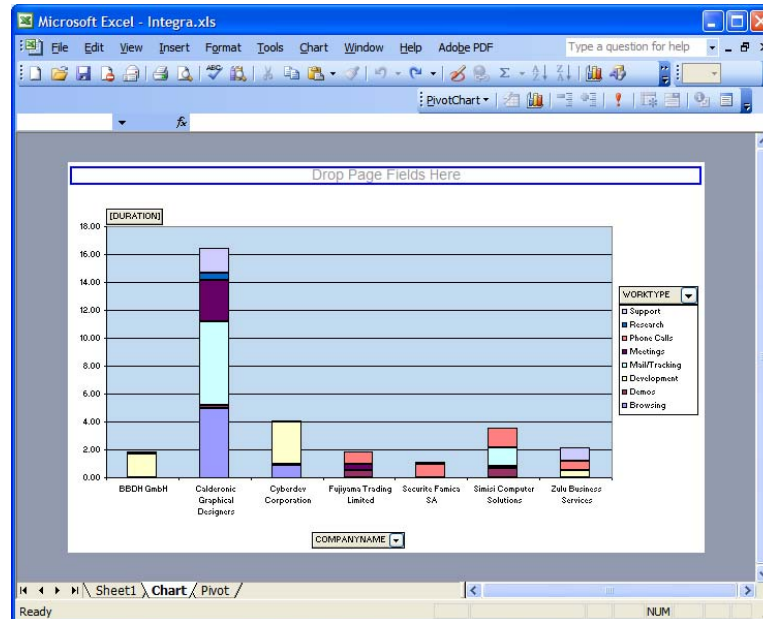 Microsoft Excel - Integra.xls
File Edit View Insert Format Tools Chart Window Help Adobe PDF Type a question for help
PivotChart
fx
Drop Page Fields Here
[DURATION]
18.00
16.00
14.00
12.00
10.00
8.00
6.00
4.00
2.00
0.00
WORKTYPE
Support
Research
Phone Calls
Meetings
Mail/Tracking
Development
Demos
Browsing
BBDH GmbH
Calderonic Graphical Designers
Cyberdev Corporation
Fujiyama Trading Limited
Securite Famica SA
Simisi Computer Solutions
Zulu Business Services
COMPANYNAME
Sheet1 Chart Pivot
Ready NUM